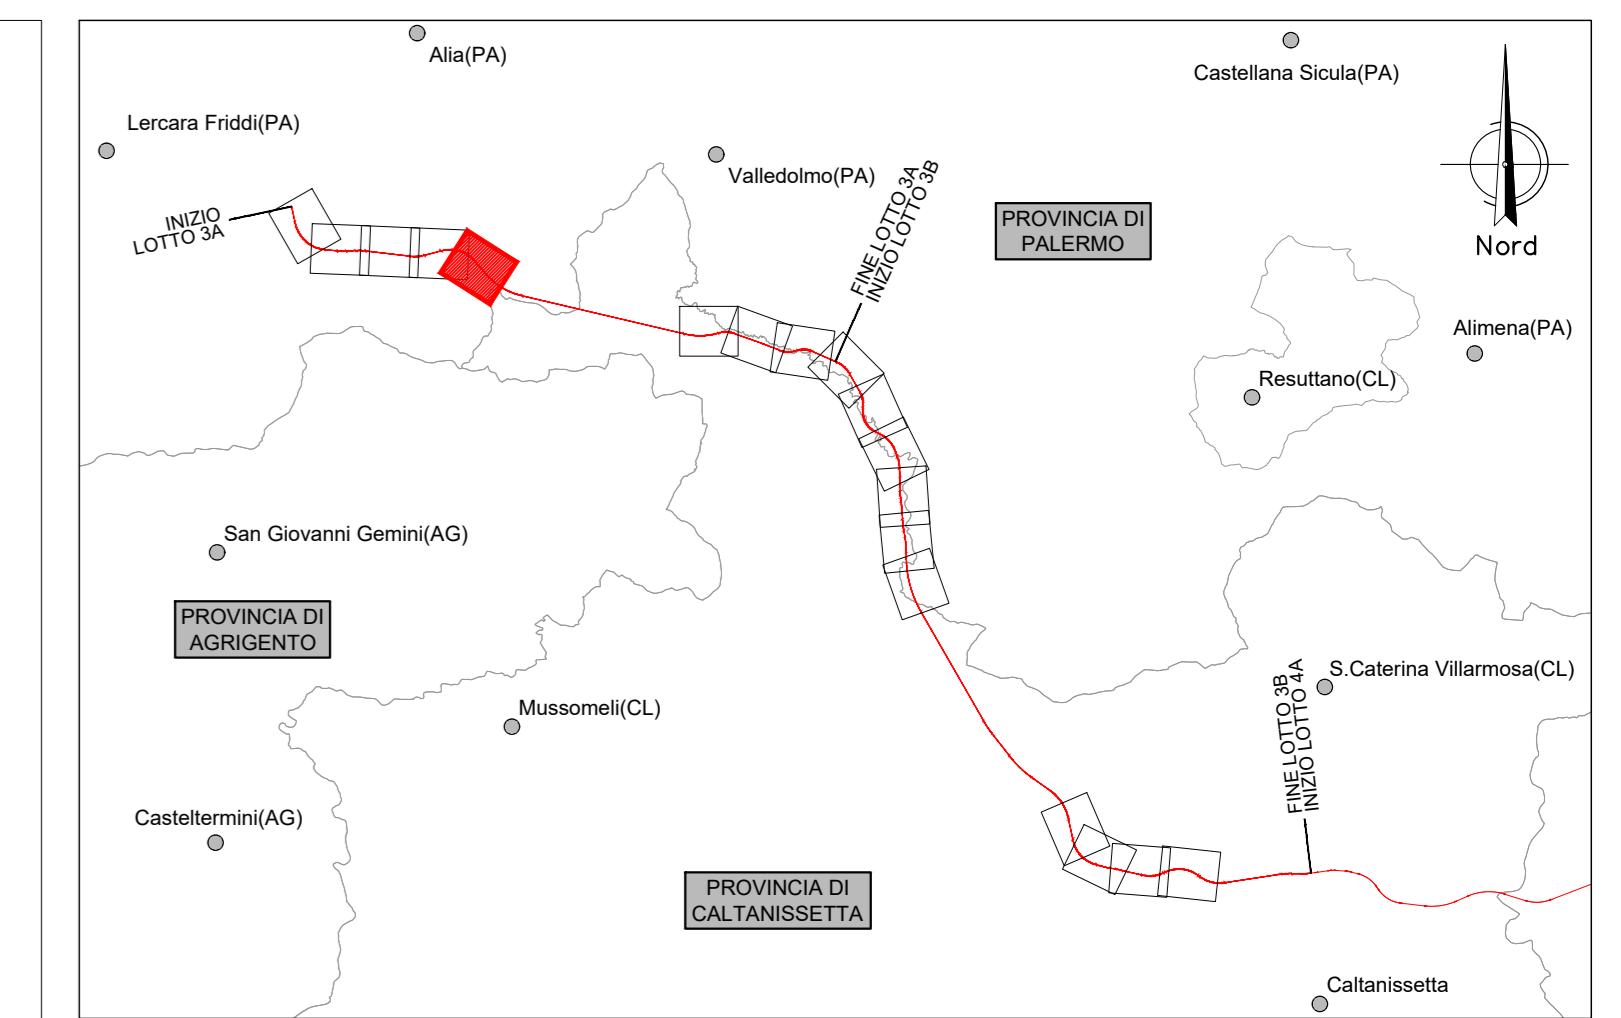 Alia(PA)
Castellana Sicula(PA)
Lercara Friddi(PA)
Valledolmo(PA)
INIZIO
LOTTO 3A
FINE LOTTO 3A
INIZIO LOTTO 3B
PROVINCIA DI
PALERMO
Nord
Alimena(PA)
Resuttano(CL)
San Giovanni Gemini(AG)
PROVINCIA DI
AGRIGENTO
S.Caterina Villarmosa(CL)
Mussomeli(CL)
FINE LOTTO 3B
INIZIO LOTTO 4A
Casteltermini(AG)
PROVINCIA DI
CALTANISSETTA
Caltanissetta